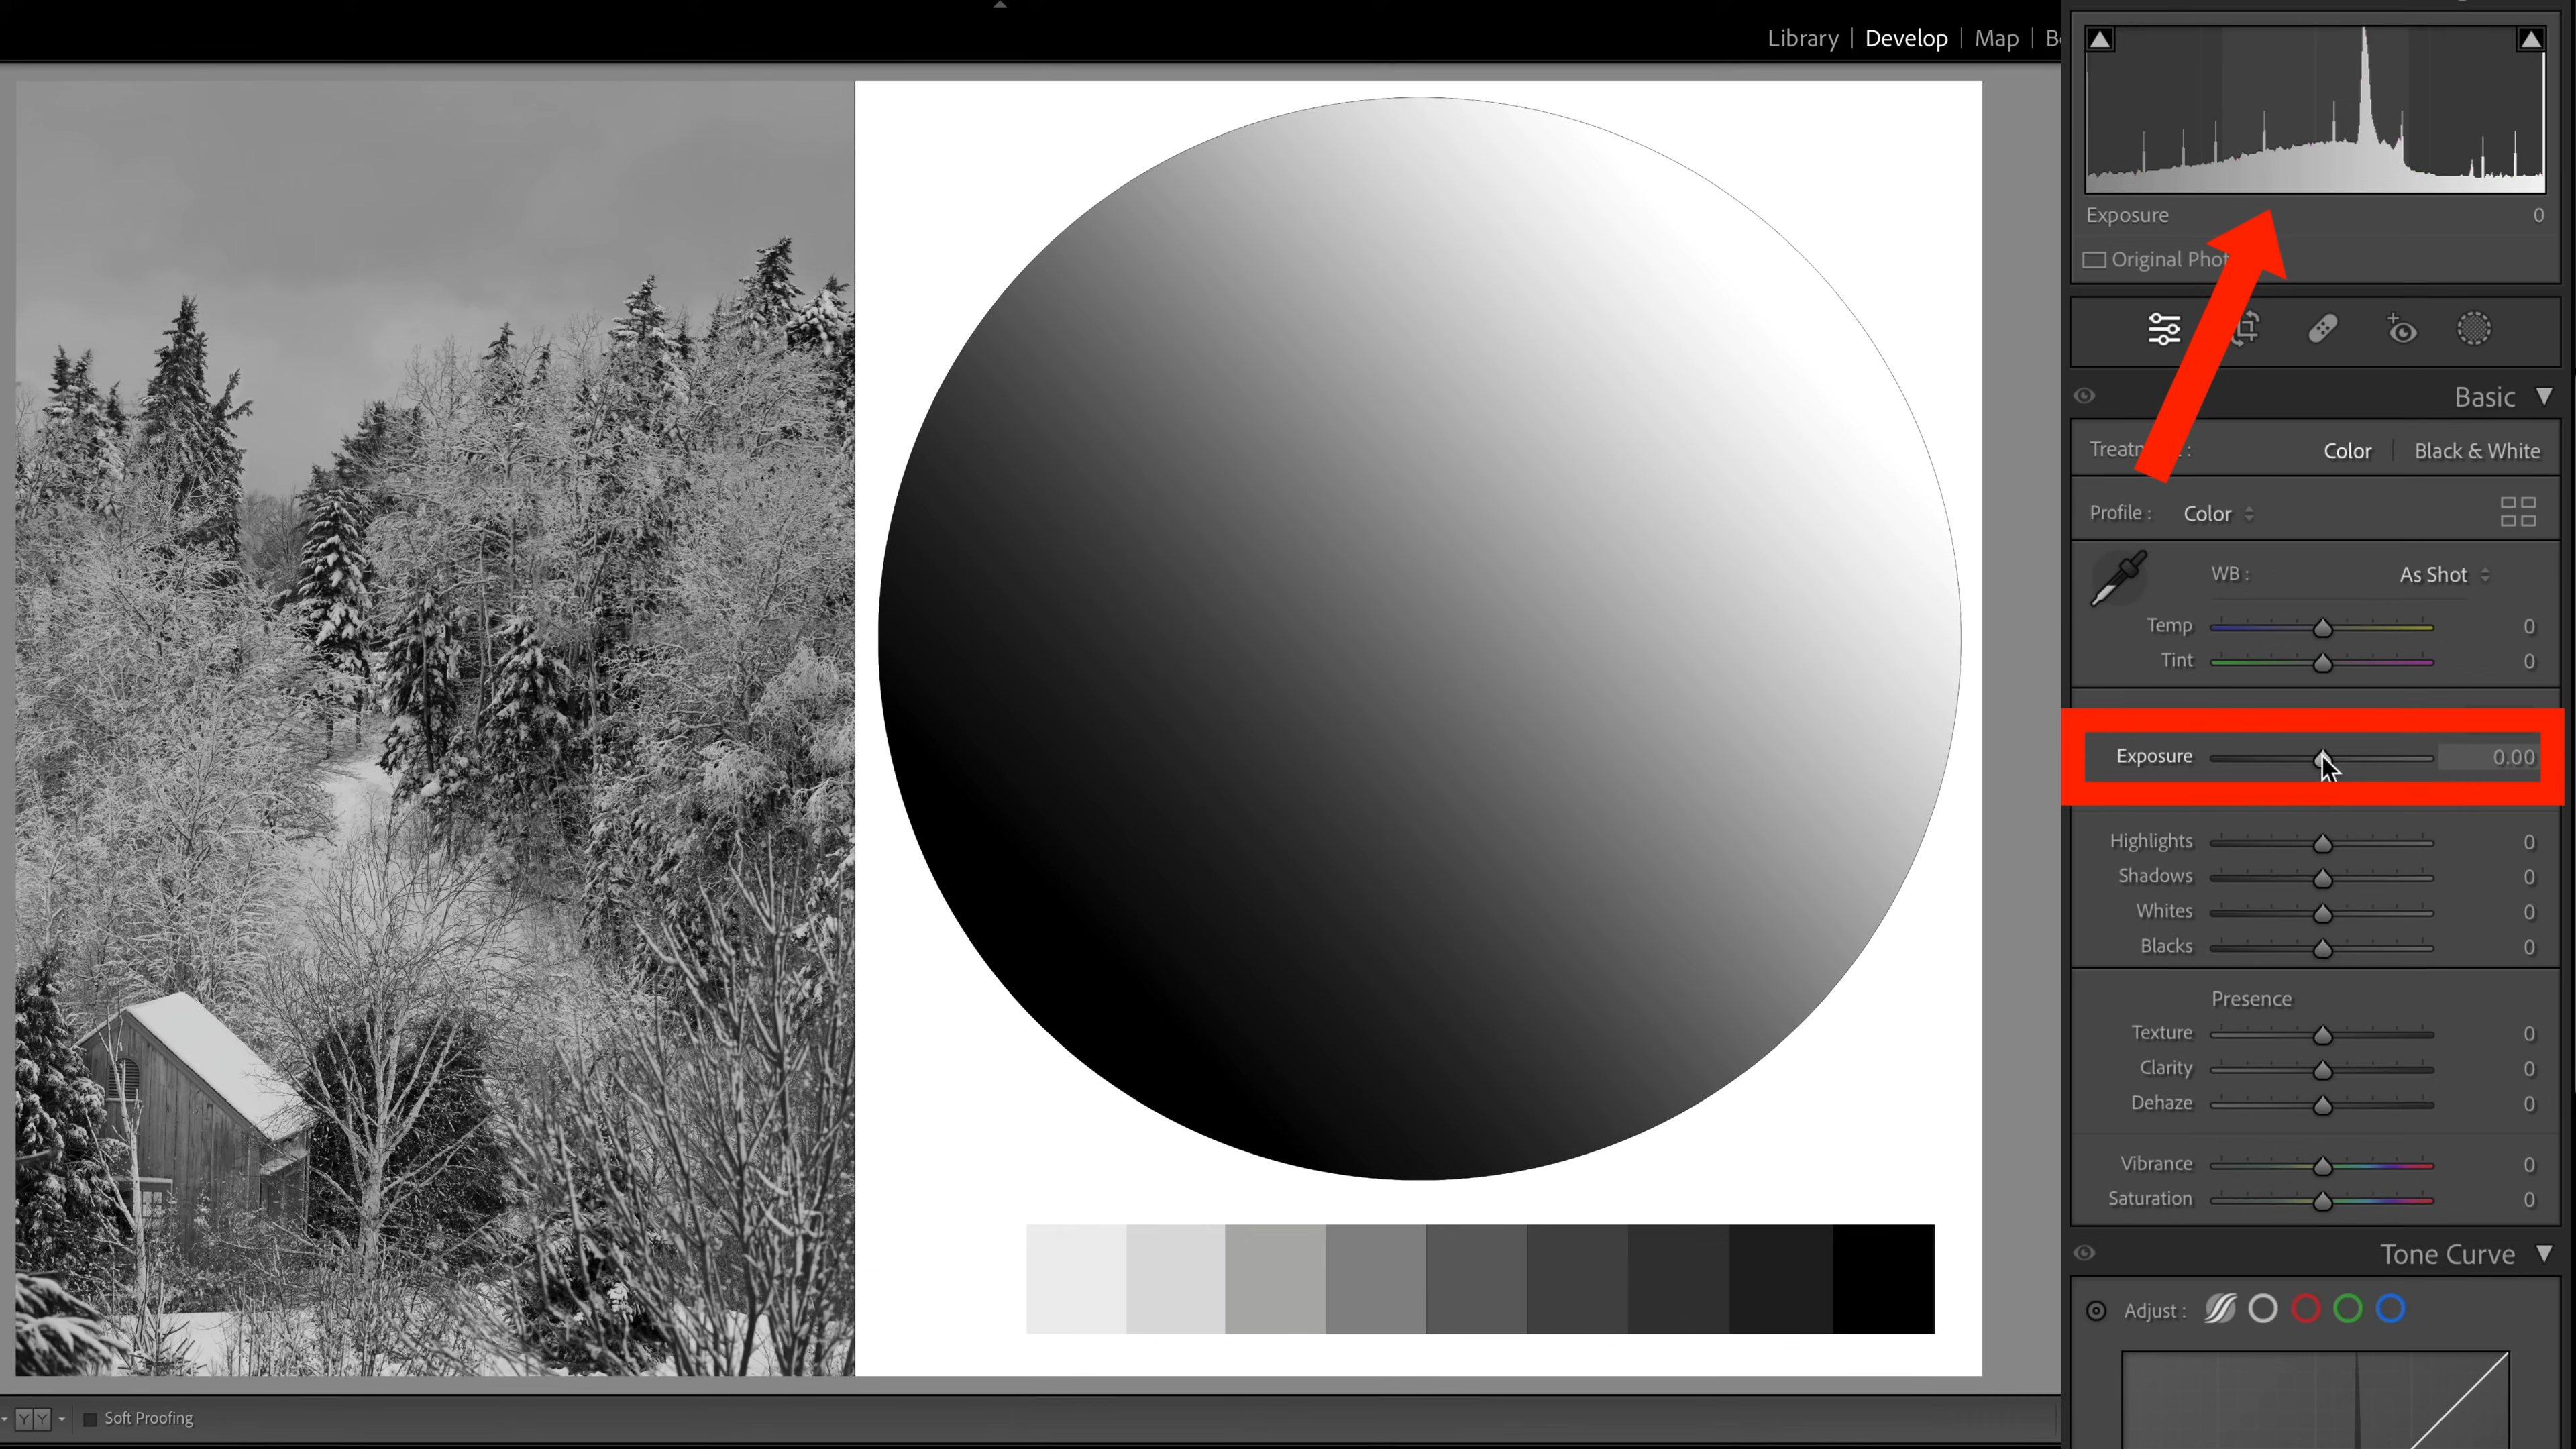 Library | Develop | Map |
Exposure 0
Original Phot
Basic
Color | Black & White
Profile : Color
WB : As Shot
Temp 0
Tint 0
Exposure 0.00
Highlights 0
Shadows 0
Whites 0
Blacks 0
Presence
Texture 0
Clarity 0
Dehaze 0
Vibrance 0
Saturation 0
Tone Curve
Adjust :
YY Soft Proofing